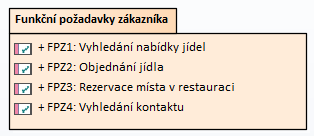 Funkční požadavky zákazníka
+ FPZ1: Vyhledání nabídky jídel
+ FPZ2: Objednání jídla
+ FPZ3: Rezervace místa v restauraci
+ FPZ4: Vyhledání kontaktu